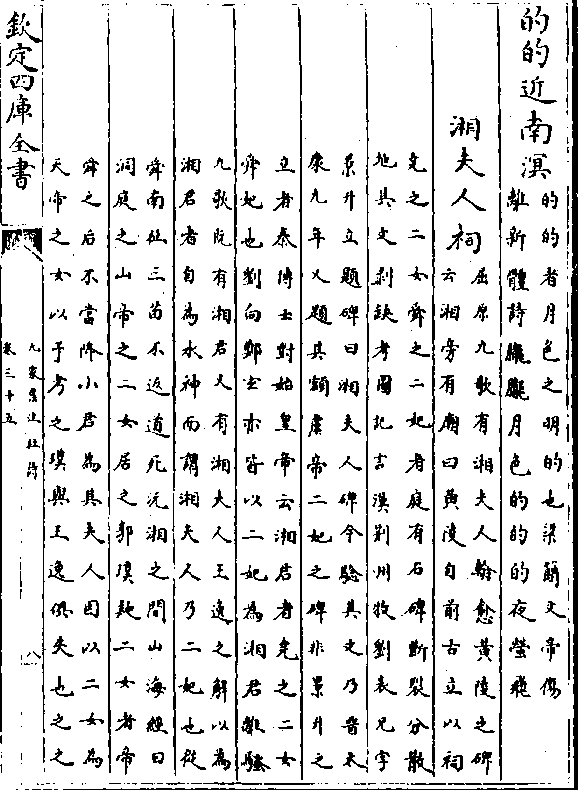 的的近南溟
的的者月色之明的也梁簡文帝傷
離新體詩朧朧月色的的的夜螢飛
湘夫人祠
屈原九歌有湘夫人韓愈黄陵之碑
云湘旁有廟曰黄陵自前古立以祠
尭之二女舜之二妃者庭有石碑斷裂分散
地其文剥缺考圖記言漢荆州牧劉表兄字
景升立題碑曰湘夫人碑今驗其文乃晉太
康九年又題其額虞帝二妃之碑非景升之
立者秦博士對始皇帝云湘君者尭之二女
舜妃也劉向鄭玄亦皆以二妃為湘君離騷
九歌既有湘君又有湘夫人王逸之解以為
湘君者自為水神而謂湘夫人乃二妃也從
舜南征三苗不返道死沅湘之間山海經曰
洞庭之山帝之二女居之郭璞疑二女者帝
舜之后不當降小君為其夫人因以二女為
天帝之女以予考之璞與王逸俱失也之之
欽定四庫全書
九家集注杜詩
卷三十五
八